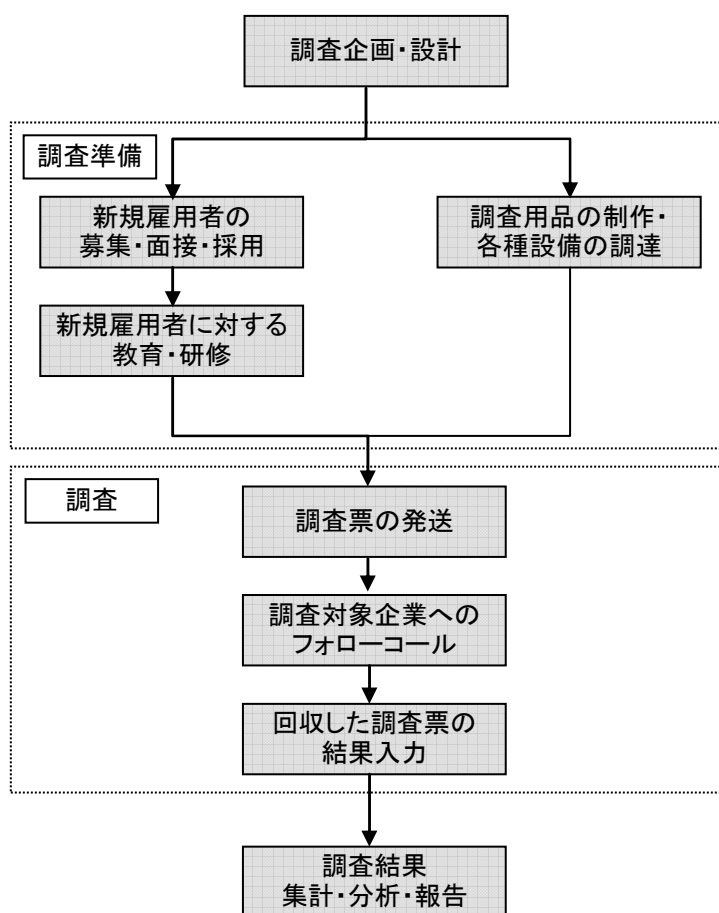 調査企画・設計
調査準備
新規雇用者の
募集・面接・採用
調査用品の制作・
各種設備の調達
新規雇用者に対する
教育・研修
調査
調査票の発送
調査対象企業への
フォローコール
回収した調査票の
結果入力
調査結果
集計・分析・報告